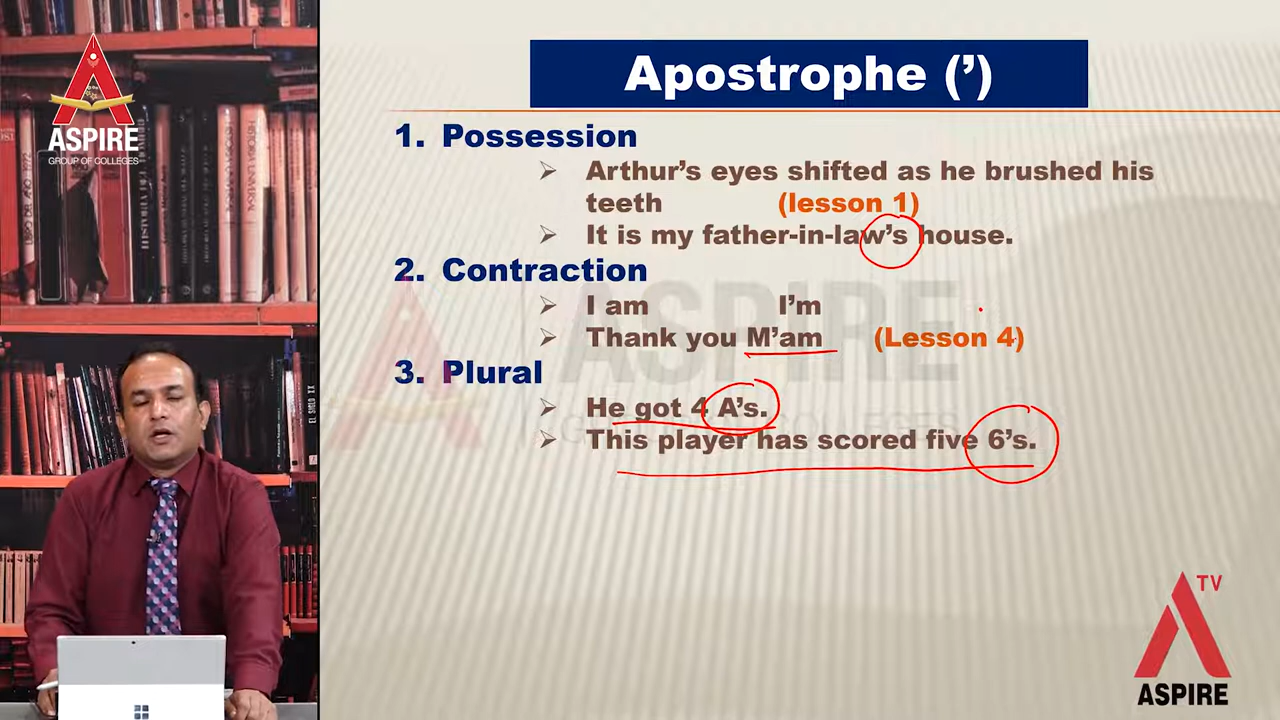 ASPIRE
GROUP OF COLLEGES
Apostrophe (’)
1. Possession
➢ Arthur’s eyes shifted as he brushed his
teeth (lesson 1)
➢ It is my father-in-law’s house.
2. Contraction
➢ I am I’m
➢ Thank you M’am (Lesson 4)
3. Plural
➢ He got 4 A’s.
➢ This player has scored five 6’s.
ASPIRE
TV
ASPIRE